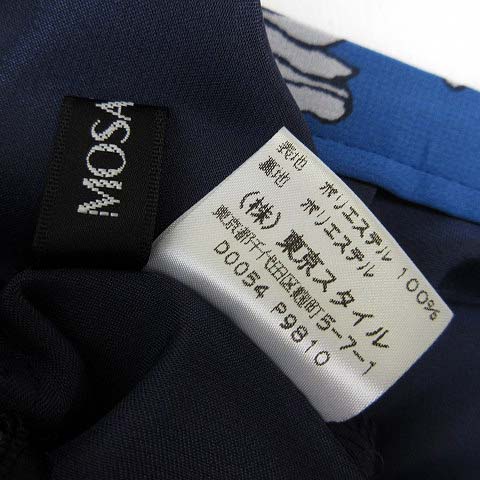 MOSA
表地 ポリエステル 100%
裏地 ポリエステル
(株)東京スタイル
東京都千代田区麹町5-7-1
D0054 P9810